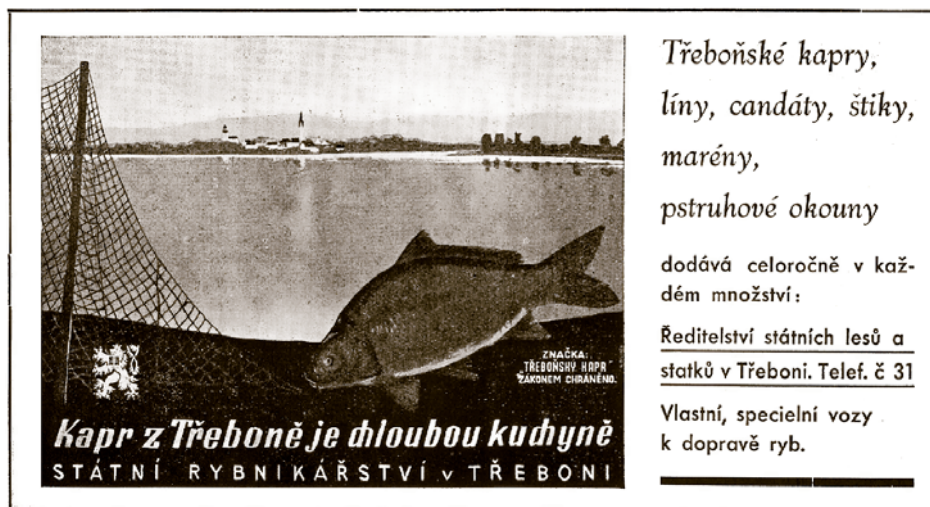 ZNAČKA:
"TŘEBOŇSKÝ KAPR"
ZÁKONEM CHRÁNĚNO.
Kapr z Třeboně je chloubou kuchyně
STÁTNÍ RYBNIKÁŘSTVÍ v TŘEBONI
Třeboňské kapry,
líny, candáty, štiky,
marény,
pstruhové okouny
dodává celoročně v kaž-
dém množství:
Ředitelství státních lesů a
statků v Třeboni. Telef. č 31
Vlastní, specielní vozy
k dopravě ryb.